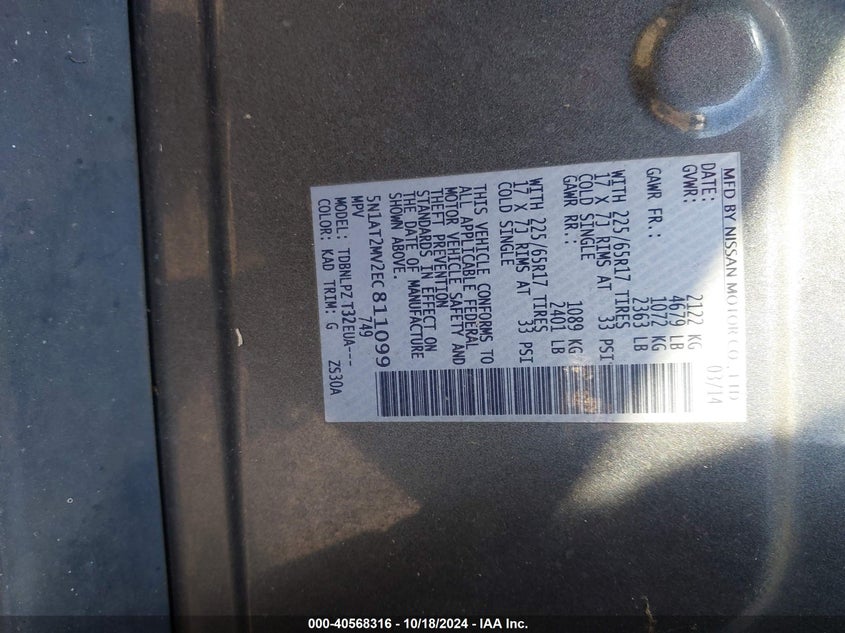 MFD BY NISSAN MOTOR CO., LTD.
DATE: 03/14
GVWR: 2122 KG
4679 LB
GAWR FR.: 1072 KG
2363 LB
WITH 225/65R17 TIRES
17 X 7J RIMS AT 33 PSI
COLD SINGLE
GAWR RR.: 1089 KG
2401 LB
WITH 225/65R17 TIRES
17 X 7J RIMS AT 33 PSI
COLD SINGLE
THIS VEHICLE CONFORMS TO
ALL APPLICABLE FEDERAL
MOTOR VEHICLE SAFETY AND
THEFT PREVENTION
STANDARDS IN EFFECT ON
THE DATE OF MANUFACTURE
SHOWN ABOVE.
5N1AT2MV2EC811099
MPV 749
MODEL: TDBNLPZ T32EUA---
COLOR: KAD TRIM: G ZS30A
000-40568316 - 10/18/2024 - IAA Inc.